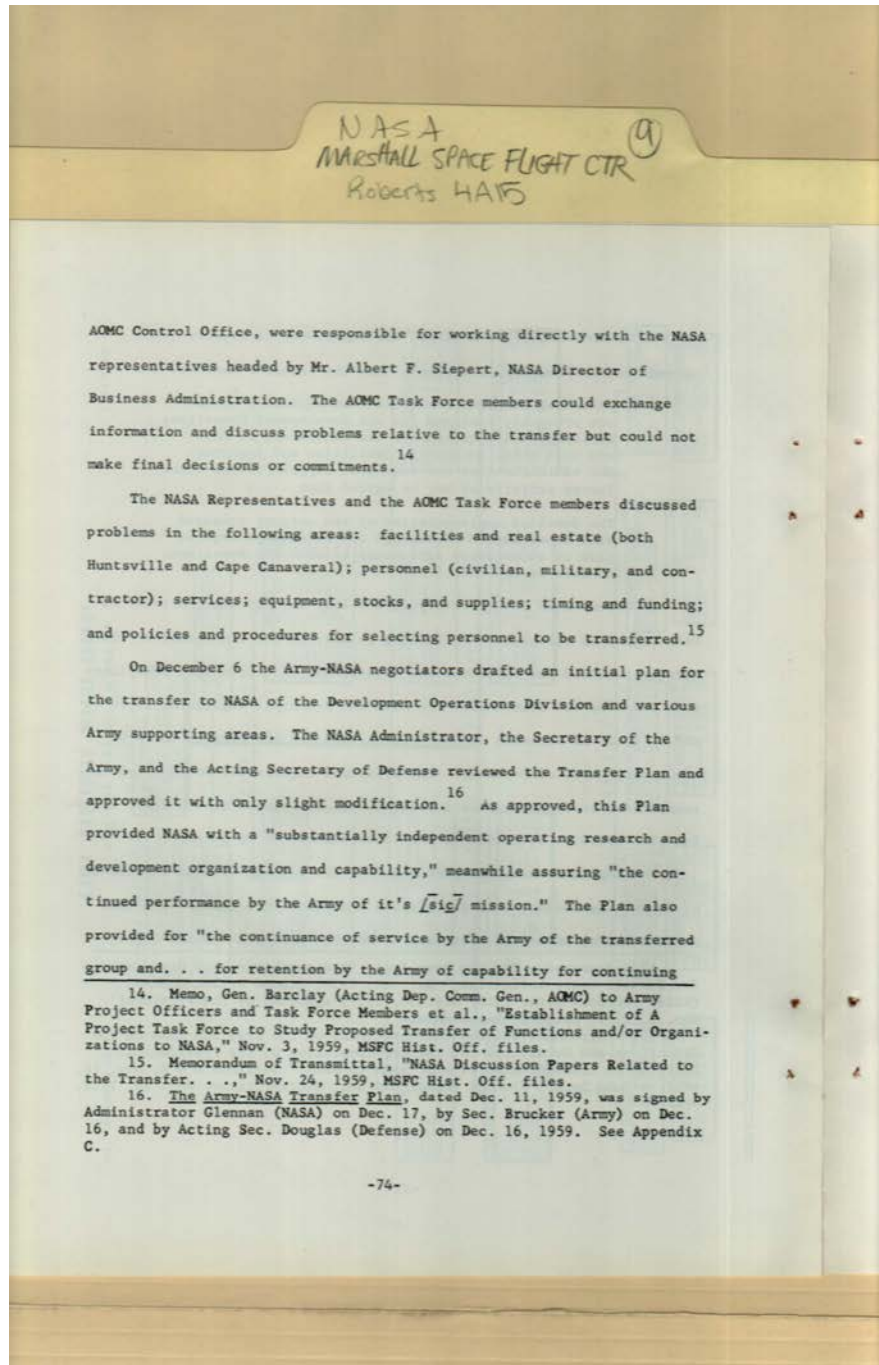 NASA
9
MARSHALL SPACE FLIGHT CTR
Roberts 4A15
AOMC Control Office, were responsible for working directly with the NASA
representatives headed by Mr. Albert F. Siepert, NASA Director of
Business Administration. The AOMC Task Force members could exchange
information and discuss problems relative to the transfer but could not
make final decisions or commitments.14
The NASA Representatives and the AOMC Task Force members discussed
problems in the following areas: facilities and real estate (both
Huntsville and Cape Canaveral); personnel (civilian, military, and con-
tractor); services; equipment, stocks, and supplies; timing and funding;
and policies and procedures for selecting personnel to be transferred.15
On December 6 the Army-NASA negotiators drafted an initial plan for
the transfer to NASA of the Development Operations Division and various
Army supporting areas. The NASA Administrator, the Secretary of the
Army, and the Acting Secretary of Defense reviewed the Transfer Plan and
approved it with only slight modification.16 As approved, this Plan
provided NASA with a "substantially independent operating research and
development organization and capability," meanwhile assuring "the con-
tinued performance by the Army of it's [sic] mission." The Plan also
provided for "the continuance of service by the Army of the transferred
group and. . . for retention by the Army of capability for continuing
14. Memo, Gen. Barclay (Acting Dep. Comm. Gen., AOMC) to Army
Project Officers and Task Force Members et al., "Establishment of A
Project Task Force to Study Proposed Transfer of Functions and/or Organi-
zations to NASA," Nov. 3, 1959, MSFC Hist. Off. files.
15. Memorandum of Transmittal, "NASA Discussion Papers Related to
the Transfer. . .," Nov. 24, 1959, MSFC Hist. Off. files.
16. The Army-NASA Transfer Plan, dated Dec. 11, 1959, was signed by
Administrator Glennan (NASA) on Dec. 17, by Sec. Brucker (Army) on Dec.
16, and by Acting Sec. Douglas (Defense) on Dec. 16, 1959. See Appendix
C.
-74-